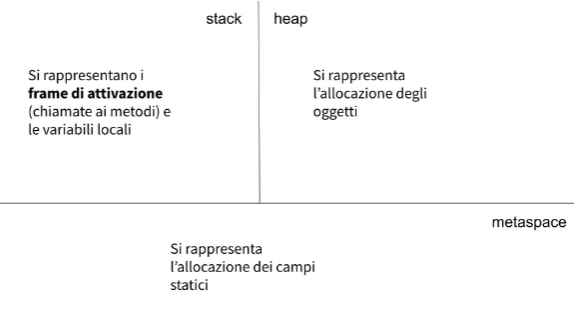 stack
heap
Si rappresentano i
frame di attivazione
(chiamate ai metodi) e
le variabili locali
Si rappresenta
l'allocazione degli
oggetti
metaspace
Si rappresenta
l'allocazione dei campi
statici